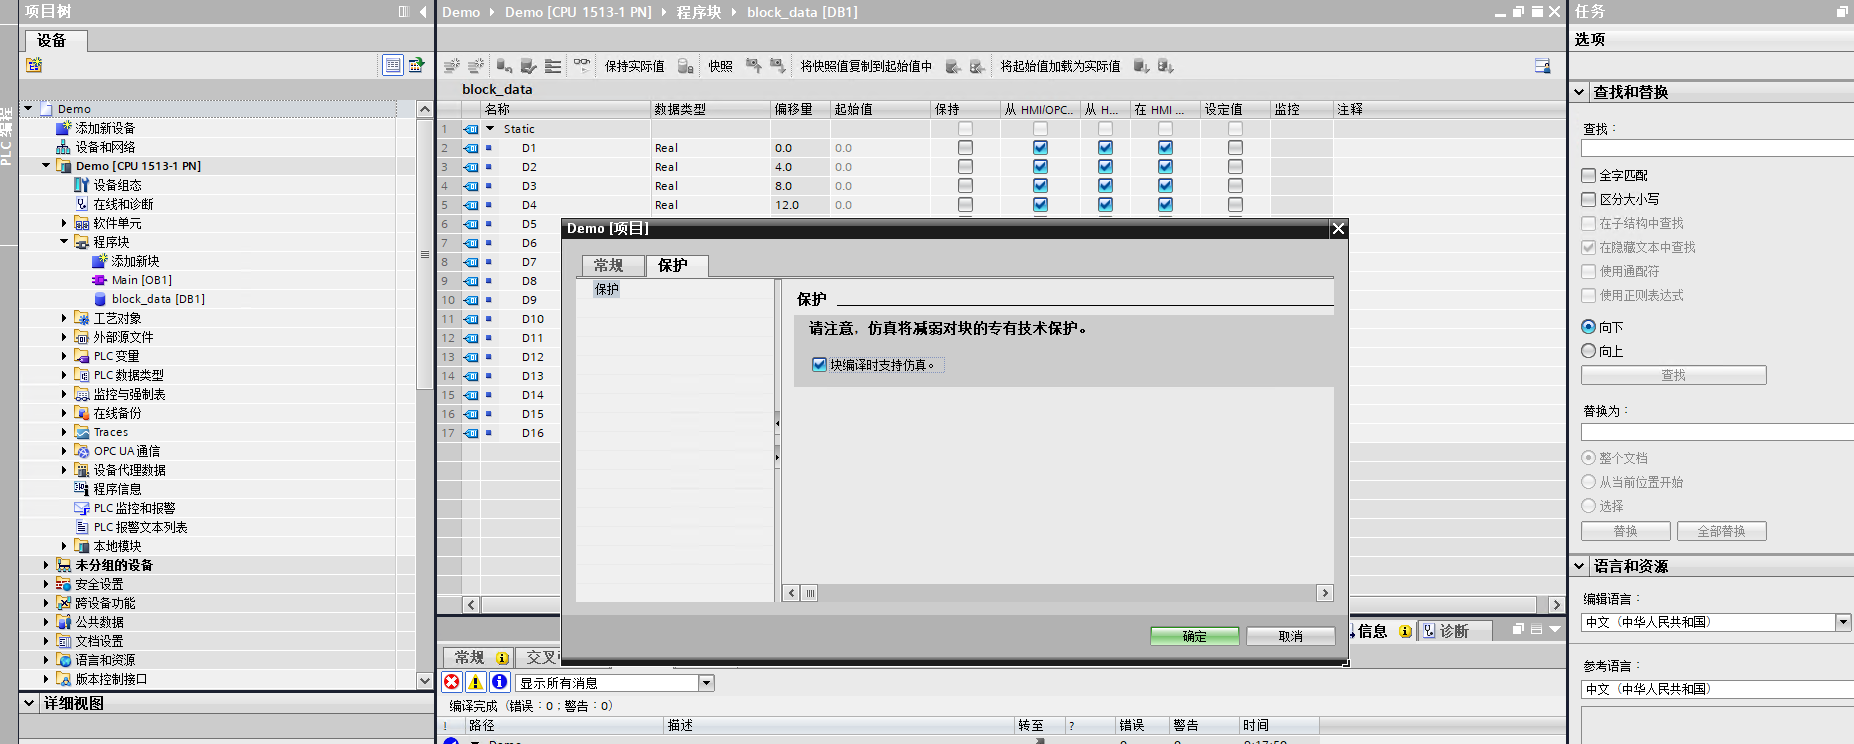 项目树
设备
PLC 编程
Demo
添加新设备
设备和网络
Demo [CPU 1513-1 PN]
设备组态
在线和诊断
软件单元
程序块
添加新块
Main [OB1]
block_data [DB1]
工艺对象
外部源文件
PLC 变量
PLC 数据类型
监控与强制表
在线备份
Traces
OPC UA 通信
设备代理数据
程序信息
PLC 监控和报警
PLC 报警文本列表
本地模块
未分组的设备
安全设置
跨设备功能
公共数据
文档设置
语言和资源
版本控制接口
详细视图
Demo Demo [CPU 1513-1 PN] 程序块 block_data [DB1]
保持实际值 快照 将快照值复制到起始值中 将起始值加载为实际值
block_data
名称 数据类型 偏移量 起始值 保持 从 HMI/OPC.. 从 H... 在 HMI ... 设定值 监控 注释
1 Static
2 D1 Real 0.0 0.0
3 D2 Real 4.0 0.0
4 D3 Real 8.0 0.0
5 D4 Real 12.0 0.0
6 D5
7 D6
8 D7
9 D8
10 D9
11 D10
12 D11
13 D12
14 D13
15 D14
16 D15
17 D16
Demo [项目]
常规 保护
保护
保护
请注意，仿真将减弱对块的专有技术保护。
块编译时支持仿真。
确定 取消
信息 诊断
常规 交叉
显示所有消息
编译完成（错误：0；警告：0）
! 路径 描述 转至 ? 错误 警告 时间
任务
选项
查找和替换
查找：
全字匹配
区分大小写
在子结构中查找
在隐藏文本中查找
使用通配符
使用正则表达式
向下
向上
查找
替换为：
整个文档
从当前位置开始
选择
替换 全部替换
语言和资源
编辑语言：
中文（中华人民共和国）
参考语言：
中文（中华人民共和国）